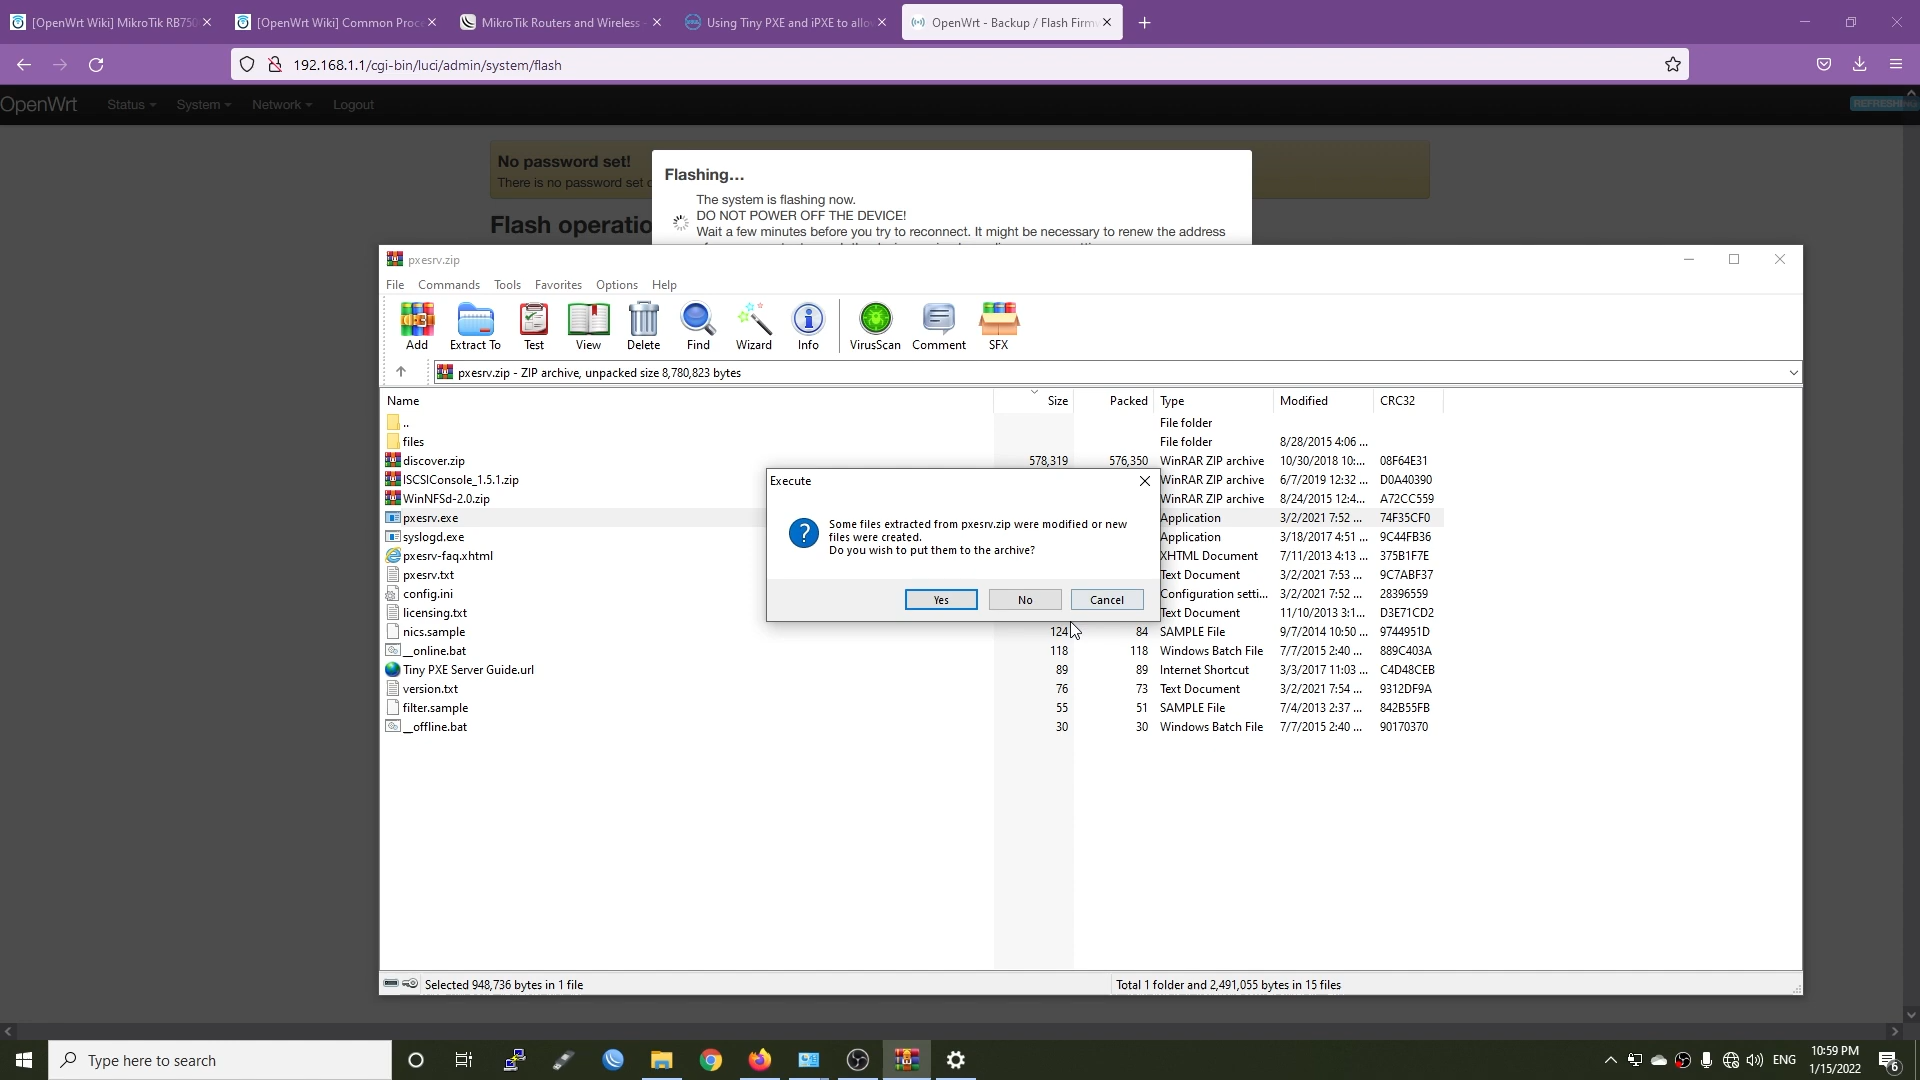 [OpenWrt Wiki] MikroTik RB750
[OpenWrt Wiki] Common Proce
MikroTik Routers and Wireless -
Using Tiny PXE and iPXE to allo
OpenWrt - Backup / Flash Firmw
192.168.1.1/cgi-bin/luci/admin/system/flash
OpenWrt
Status
System
Network
Logout
REFRESHING
No password set!
There is no password set
Flash operatio
Flashing...
The system is flashing now.
DO NOT POWER OFF THE DEVICE!
Wait a few minutes before you try to reconnect. It might be necessary to renew the address
pxesrv.zip
File Commands Tools Favorites Options Help
Add
Extract To
Test
View
Delete
Find
Wizard
Info
VirusScan
Comment
SFX
pxesrv.zip - ZIP archive, unpacked size 8,780,823 bytes
Name Size Packed Type Modified CRC32
.. File folder
files File folder 8/28/2015 4:06 ...
discover.zip 578,319 576,350 WinRAR ZIP archive 10/30/2018 10:... 08F64E31
ISCSIConsole_1.5.1.zip WinRAR ZIP archive 6/7/2019 12:32 ... D0A40390
WinNFSd-2.0.zip WinRAR ZIP archive 8/24/2015 12:4... A72CC559
pxesrv.exe Application 3/2/2021 7:52 ... 74F35CF0
syslogd.exe Application 3/18/2017 4:51 ... 9C44FB36
pxesrv-faq.xhtml XHTML Document 7/11/2013 4:13 ... 375B1F7E
pxesrv.txt Text Document 3/2/2021 7:53 ... 9C7ABF37
config.ini Configuration setti... 3/2/2021 7:52 ... 28396559
licensing.txt Text Document 11/10/2013 3:1... D3E71CD2
nics.sample 124 84 SAMPLE File 9/7/2014 10:50 ... 9744951D
__online.bat 118 118 Windows Batch File 7/7/2015 2:40 ... 889C403A
Tiny PXE Server Guide.url 89 89 Internet Shortcut 3/3/2017 11:03 ... C4D48CEB
version.txt 76 73 Text Document 3/2/2021 7:54 ... 9312DF9A
filter.sample 55 51 SAMPLE File 7/4/2013 2:37 ... 842B55FB
__offline.bat 30 30 Windows Batch File 7/7/2015 2:40 ... 90170370
Execute
Some files extracted from pxesrv.zip were modified or new
files were created.
Do you wish to put them to the archive?
Yes
No
Cancel
Selected 948,736 bytes in 1 file
Total 1 folder and 2,491,055 bytes in 15 files
Type here to search
ENG
10:59 PM
1/15/2022
6